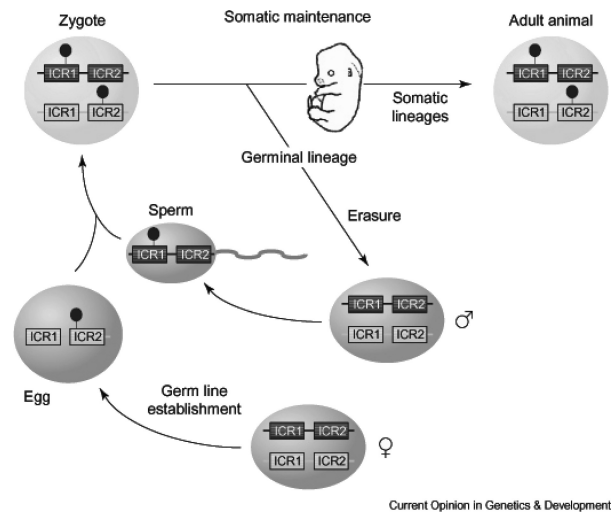 Zygote
Somatic maintenance
Adult animal
ICR1 ICR2
ICR1 ICR2
ICR1 ICR2
ICR1 ICR2
Somatic
lineages
Germinal lineage
Erasure
Sperm
ICR1 ICR2
ICR1 ICR2
ICR1 ICR2
♂
ICR1 ICR2
Egg
Germ line
establishment
ICR1 ICR2
ICR1 ICR2
♀
Current Opinion in Genetics & Development